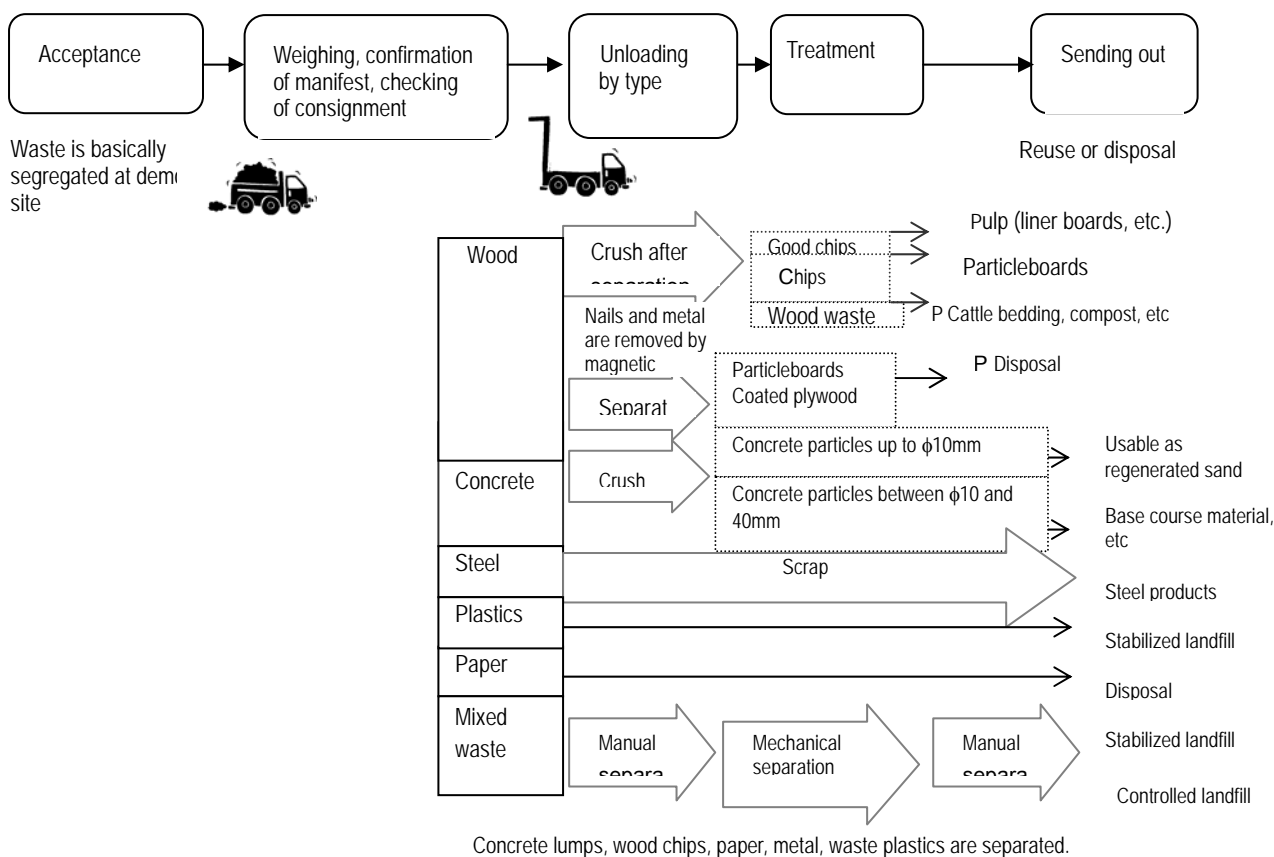 Acceptance
Weighing, confirmation
of manifest, checking
of consignment
Unloading
by type
Treatment
Sending out
Waste is basically
segregated at demo
site
Reuse or disposal
Wood
Crush after
separation
Good chips
Chips
Wood waste
Pulp (liner boards, etc.)
Particleboards
P Cattle bedding, compost, etc
Nails and metal
are removed by
magnetic
Separat
Particleboards
Coated plywood
P Disposal
Concrete
Crush
Concrete particles up to ϕ10mm
Usable as
regenerated sand
Concrete particles between ϕ10 and
40mm
Base course material,
etc
Steel
Scrap
Steel products
Plastics
Stabilized landfill
Paper
Disposal
Mixed
waste
Manual
separa
Mechanical
separation
Manual
separa
Stabilized landfill
Controlled landfill
Concrete lumps, wood chips, paper, metal, waste plastics are separated.